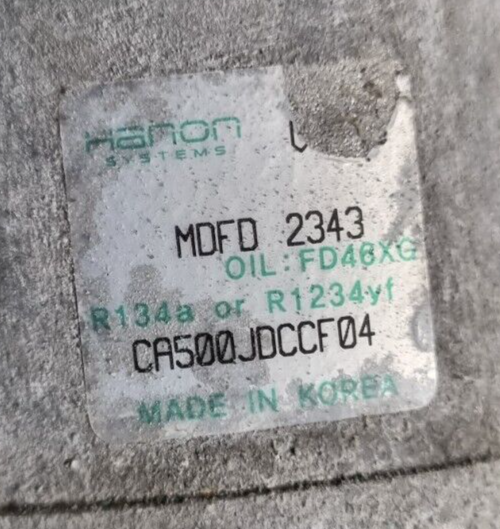 Hanon
SYSTEMS
MDFD 2343
OIL:FD46XG
R134a or R1234yf
CA500JDCCF04
MADE IN KOREA